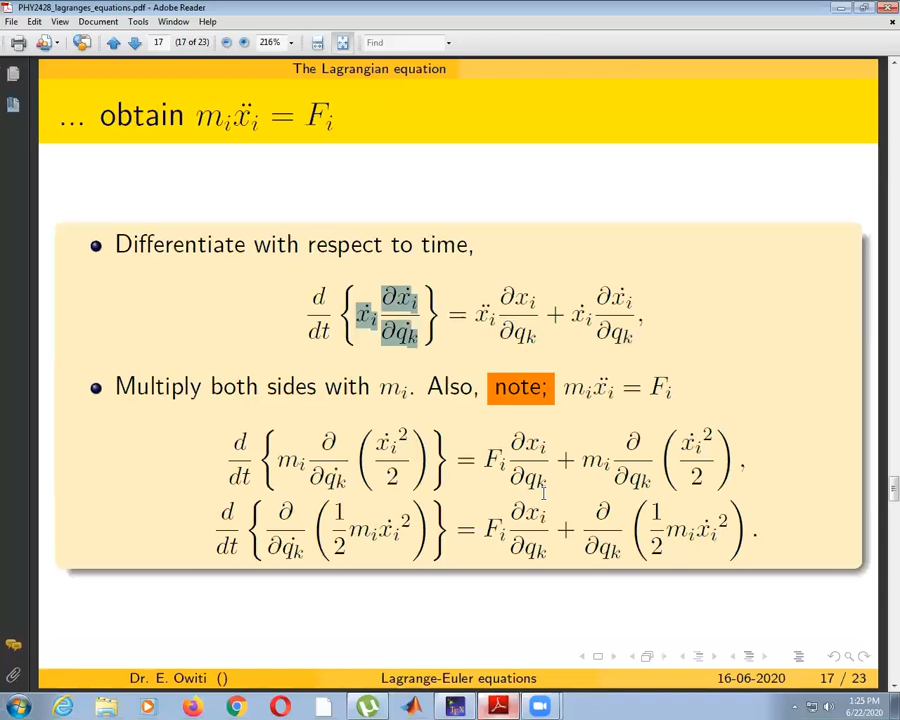 PHY2428_lagranges_equations.pdf - Adobe Reader
File Edit View Document Tools Window Help
17 (17 of 23) 216% Find
The Lagrangian equation
... obtain mᵢẍᵢ = Fᵢ
Differentiate with respect to time,
d/dt {ẋᵢ ∂ẋᵢ/∂q̇ₖ} = ẍᵢ ∂xᵢ/∂qₖ + ẋᵢ ∂ẋᵢ/∂qₖ,
Multiply both sides with mᵢ. Also, note; mᵢẍᵢ = Fᵢ
d/dt {mᵢ ∂/∂q̇ₖ (ẋᵢ²/2)} = Fᵢ ∂xᵢ/∂qₖ + mᵢ ∂/∂qₖ (ẋᵢ²/2),
d/dt {∂/∂q̇ₖ (1/2 mᵢẋᵢ²)} = Fᵢ ∂xᵢ/∂qₖ + ∂/∂qₖ (1/2 mᵢẋᵢ²).
Dr. E. Owiti () Lagrange-Euler equations 16-06-2020 17 / 23
1:25 PM
6/22/2020